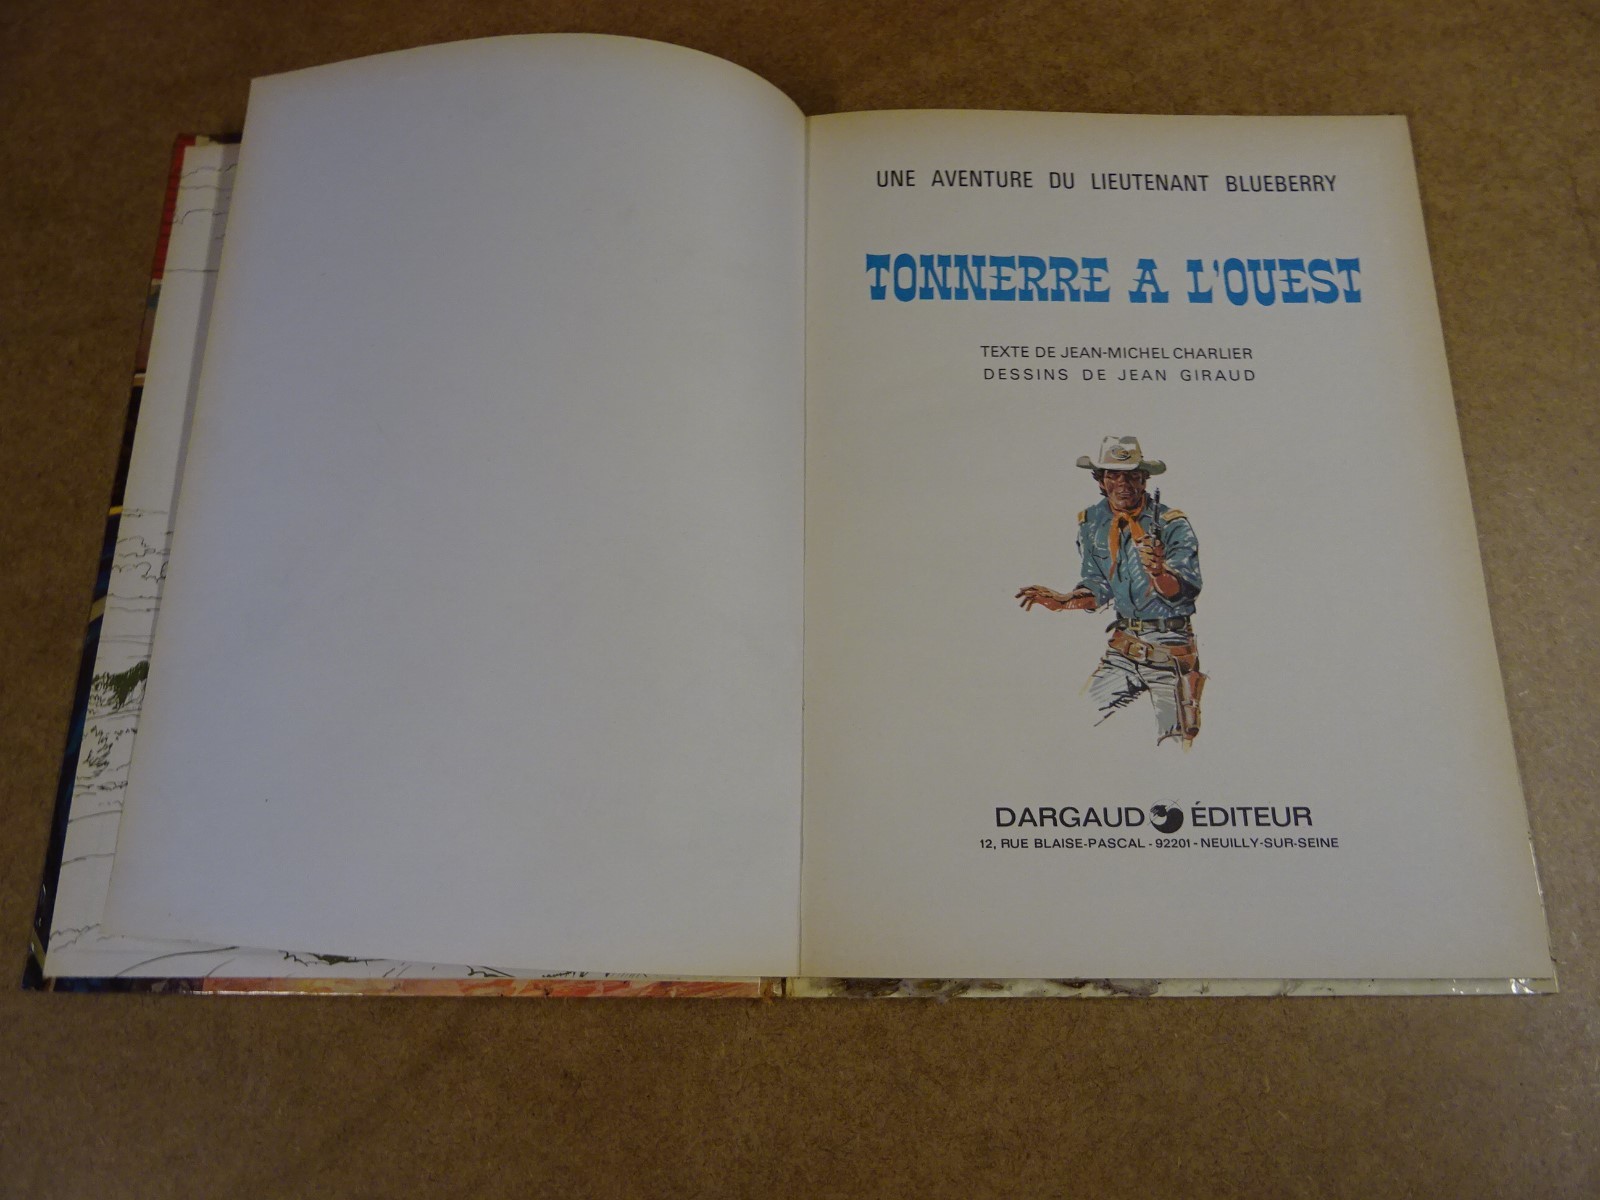 UNE AVENTURE DU LIEUTENANT BLUEBERRY
TONNERRE A L'OUEST
TEXTE DE JEAN-MICHEL CHARLIER
DESSINS DE JEAN GIRAUD
DARGAUD ÉDITEUR
12, RUE BLAISE-PASCAL - 92201 - NEUILLY-SUR-SEINE